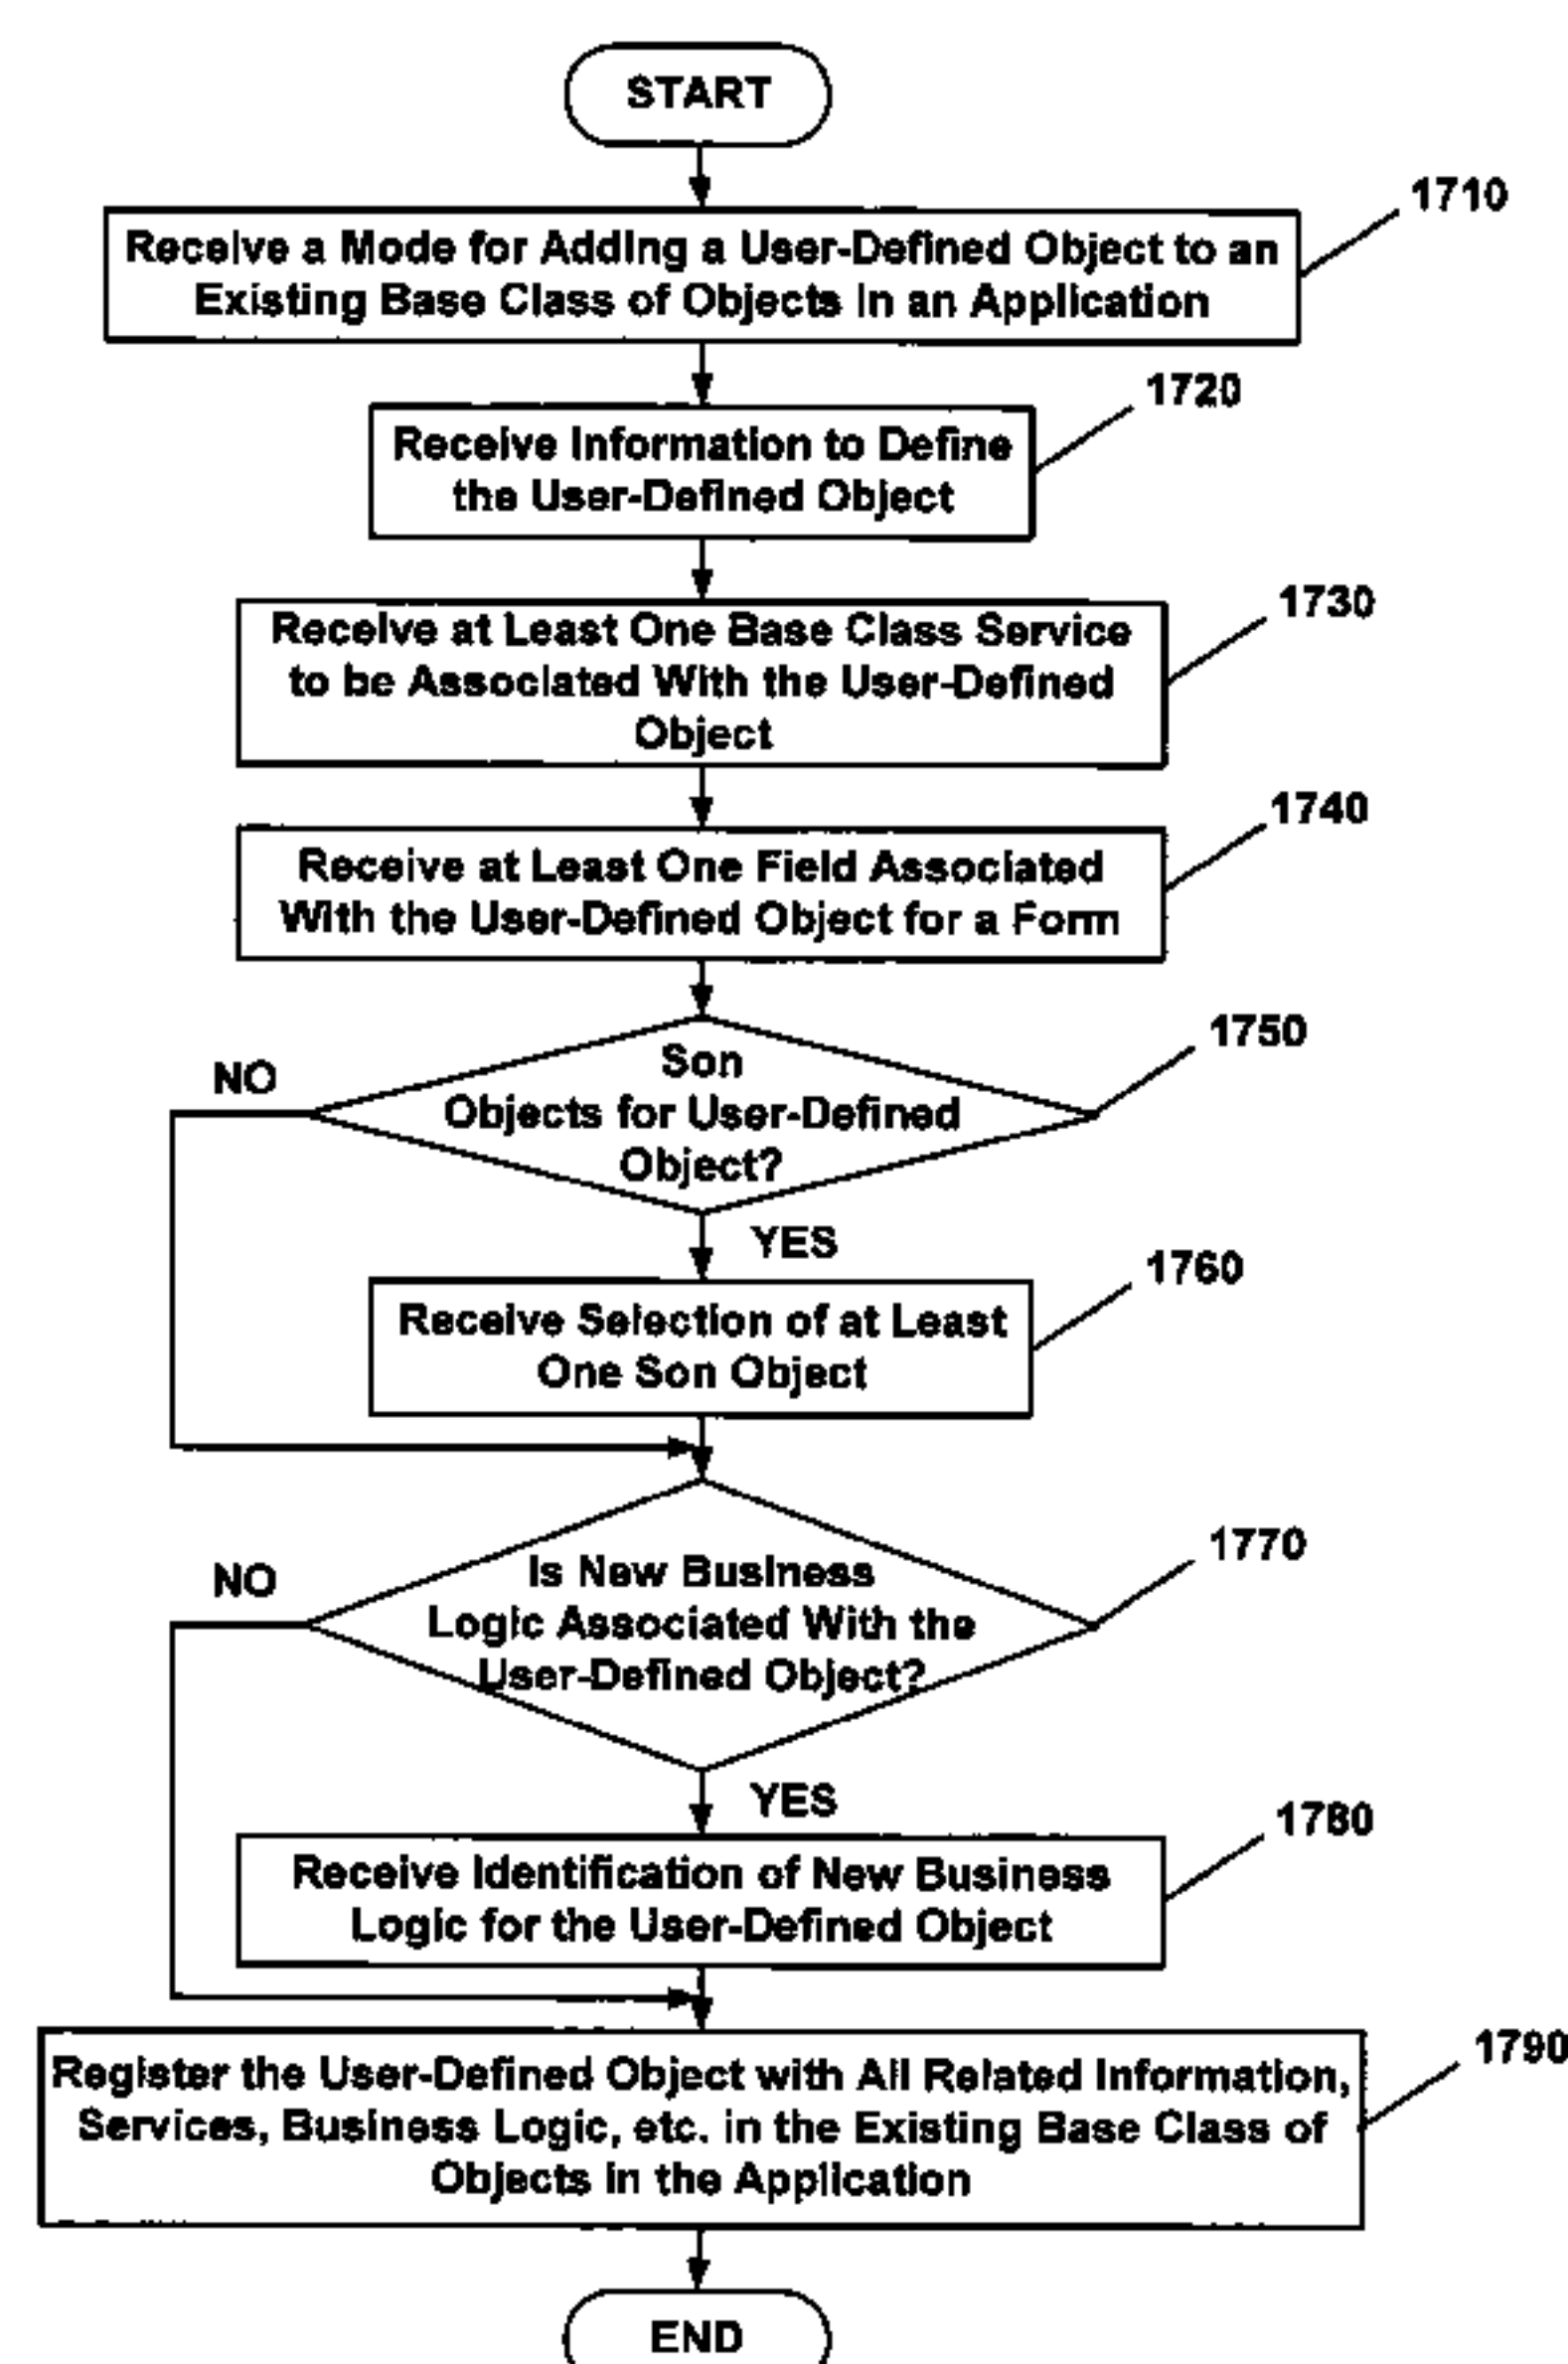 START
1710
Receive a Mode for Adding a User-Defined Object to an
Existing Base Class of Objects in an Application
1720
Receive Information to Define
the User-Defined Object
1730
Receive at Least One Base Class Service
to be Associated With the User-Defined
Object
1740
Receive at Least One Field Associated
With the User-Defined Object for a Form
1750
NO
Son
Objects for User-Defined
Object?
YES
1760
Receive Selection of at Least
One Son Object
1770
NO
Is New Business
Logic Associated With the
User-Defined Object?
YES
1780
Receive Identification of New Business
Logic for the User-Defined Object
1790
Register the User-Defined Object with All Related Information,
Services, Business Logic, etc. in the Existing Base Class of
Objects in the Application
END